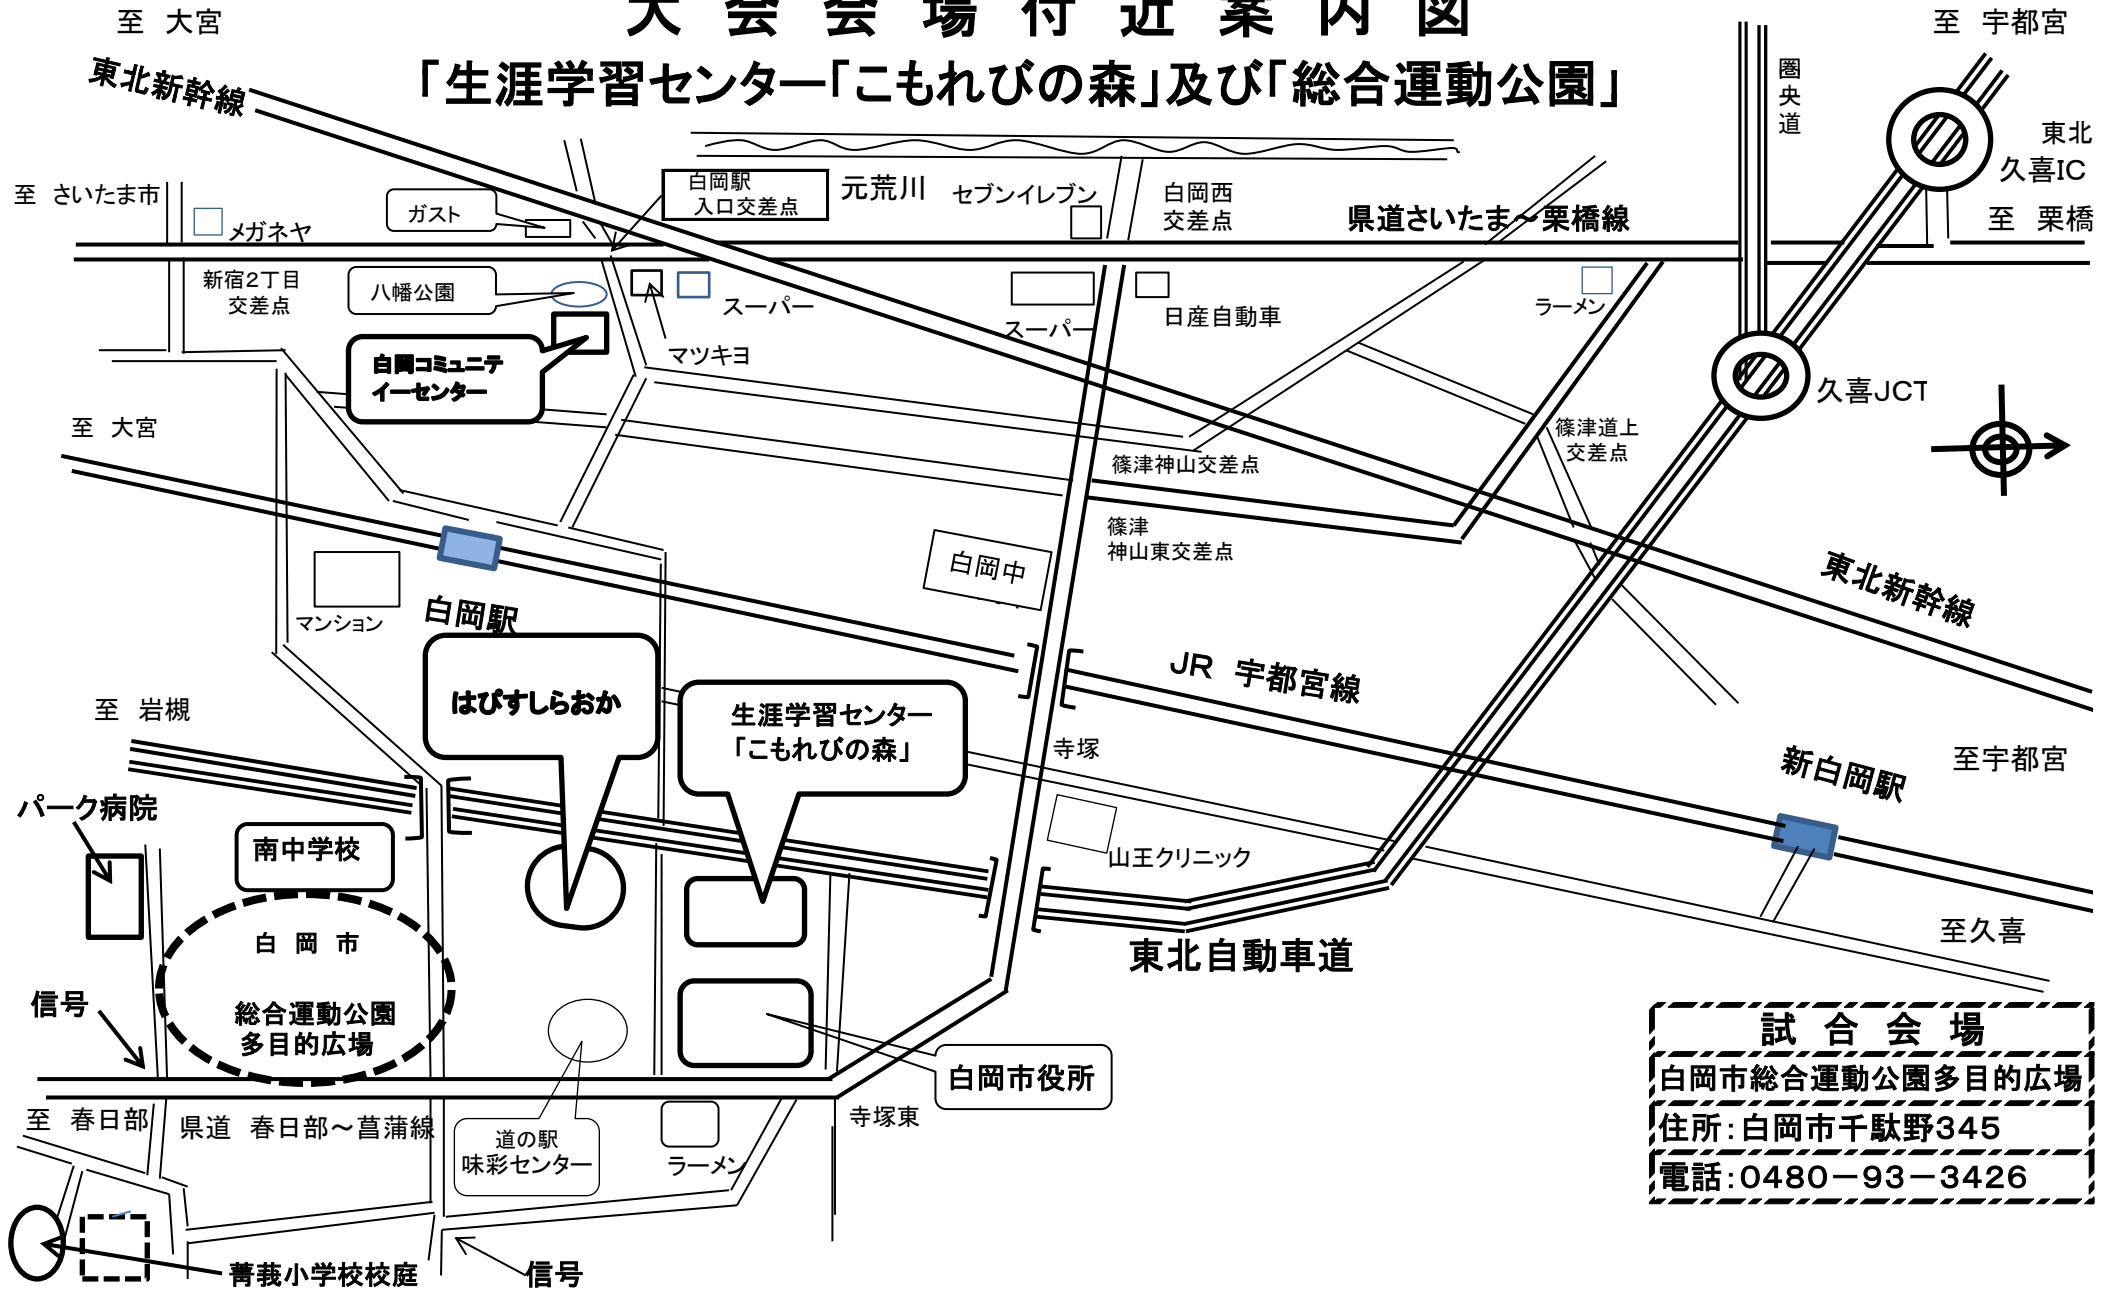 大会会場付近案内図
「生涯学習センター「こもれびの森」及び「総合運動公園」
至　大宮
至　宇都宮
東北新幹線
圏央道
東北
久喜IC
至　さいたま市
メガネヤ
ガスト
白岡駅
入口交差点
元荒川
セブンイレブン
白岡西
交差点
県道さいたま～栗橋線
至　栗橋
新宿２丁目
交差点
八幡公園
スーパー
スーパー
日産自動車
ラーメン
マツキヨ
白岡コミュニテ
イーセンター
久喜JCT
至　大宮
篠津道上
交差点
篠津神山交差点
篠津
神山東交差点
白岡中
東北新幹線
マンション
白岡駅
JR　宇都宮線
はぴすしらおか
生涯学習センター
「こもれびの森」
至　岩槻
寺塚
新白岡駅
至宇都宮
パーク病院
南中学校
山王クリニック
至久喜
東北自動車道
白　岡　市
総合運動公園
多目的広場
信号
白岡市役所
至　春日部
県道　春日部～菖蒲線
道の駅
味彩センター
ラーメン
寺塚東
菁莪小学校校庭
信号
試　合　会　場
白岡市総合運動公園多目的広場
住所：白岡市千駄野345
電話：0480－93－3426